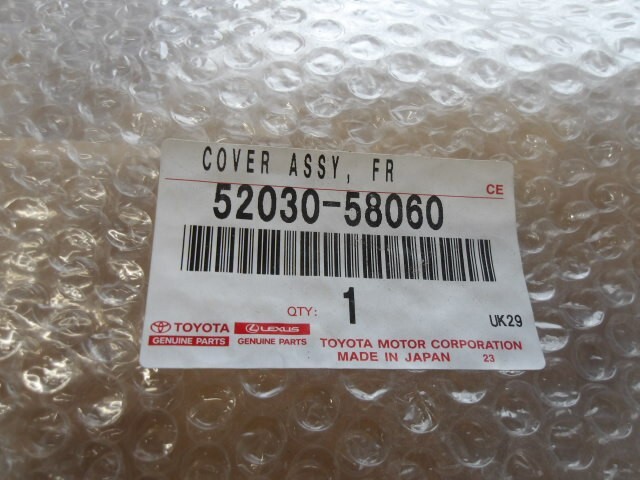 COVER ASSY, FR
CE
52030-58060
QTY: 1
UK29
TOYOTA LEXUS
GENUINE PARTS GENUINE PARTS
TOYOTA MOTOR CORPORATION
MADE IN JAPAN 23